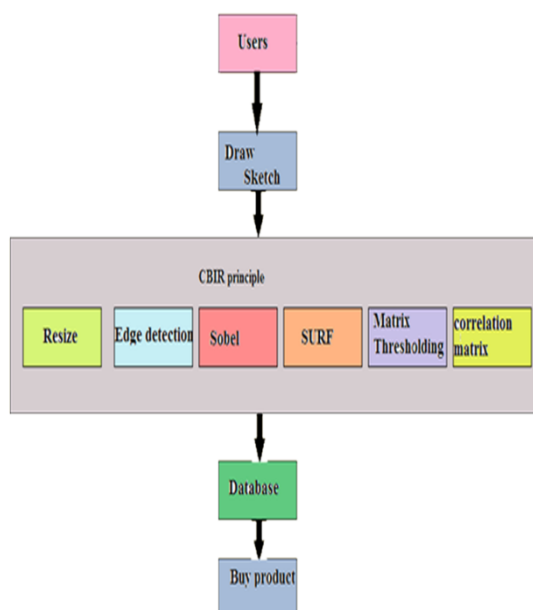 Users
Draw
Sketch
CBIR principle
Resize
Edge detection
Sobel
SURF
Matrix
Thresholding
correlation
matrix
Database
Buy product